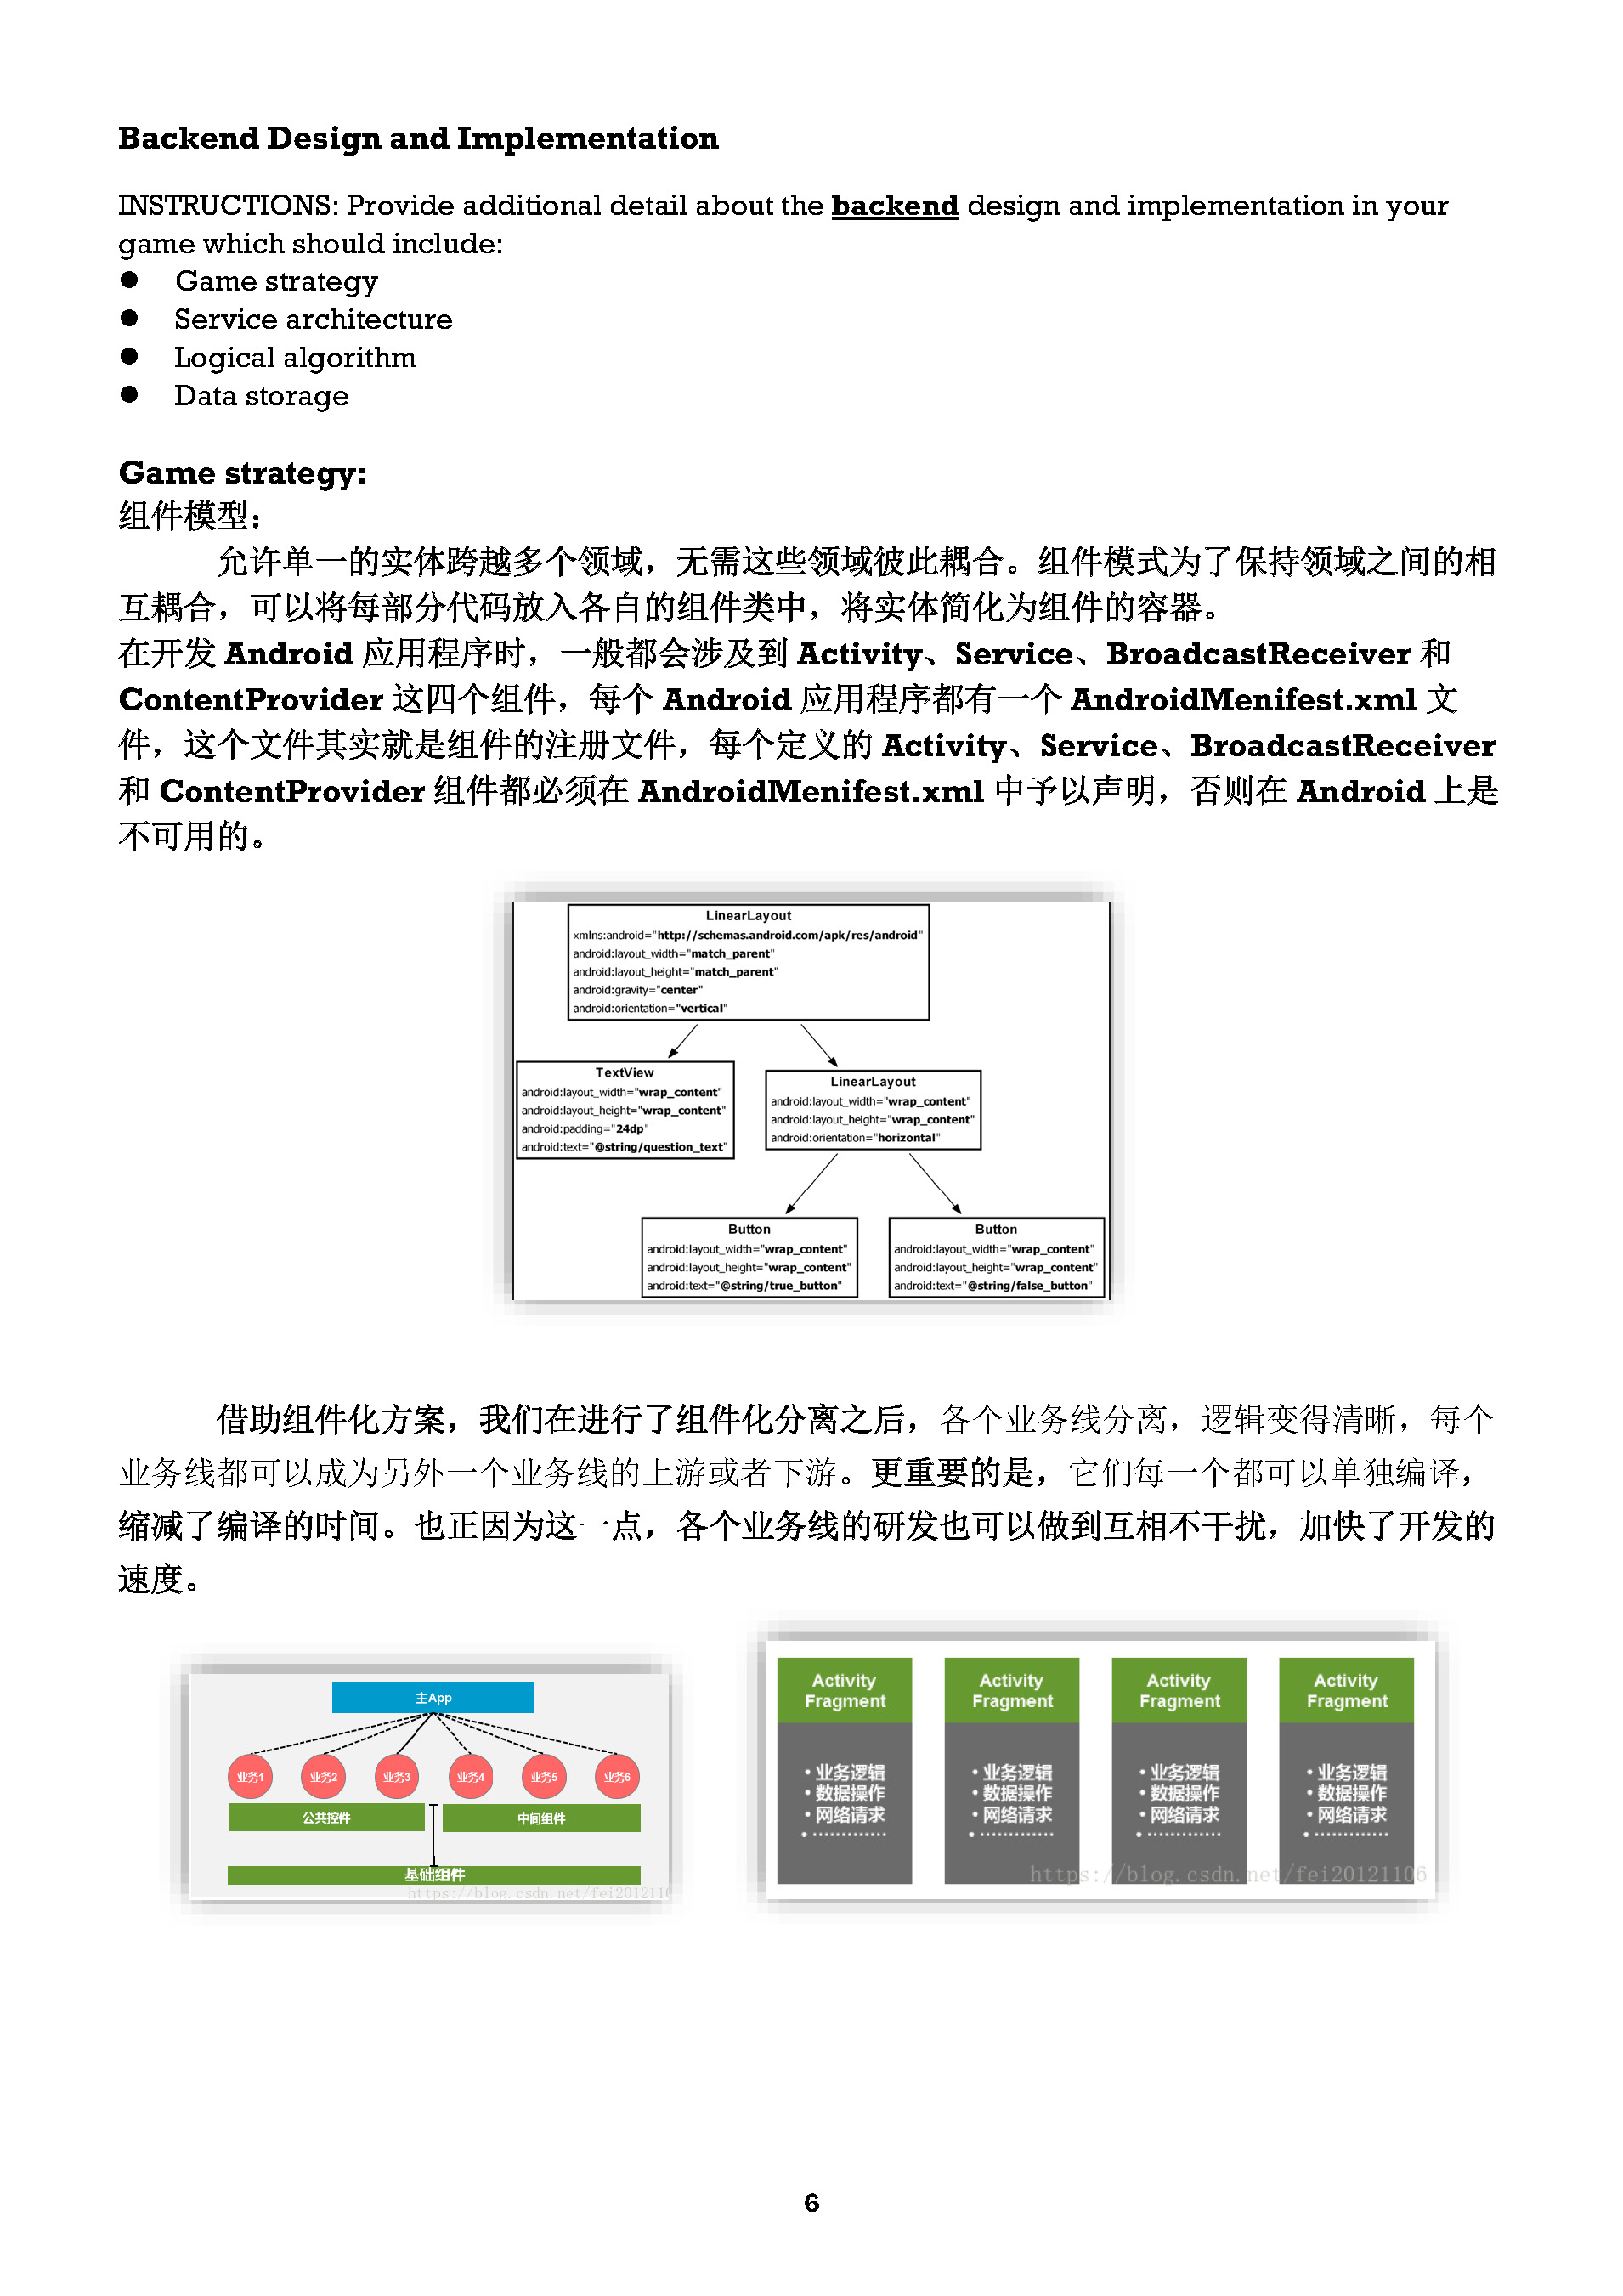 Backend Design and Implementation
INSTRUCTIONS: Provide additional detail about the backend design and implementation in your
game which should include:
● Game strategy
● Service architecture
● Logical algorithm
● Data storage
Game strategy:
组件模型：
允许单一的实体跨越多个领域，无需这些领域彼此耦合。组件模式为了保持领域之间的相
互耦合，可以将每部分代码放入各自的组件类中，将实体简化为组件的容器。
在开发 Android 应用程序时，一般都会涉及到 Activity、Service、BroadcastReceiver 和
ContentProvider 这四个组件，每个 Android 应用程序都有一个 AndroidMenifest.xml 文
件，这个文件其实就是组件的注册文件，每个定义的 Activity、Service、BroadcastReceiver
和 ContentProvider 组件都必须在 AndroidMenifest.xml 中予以声明，否则在 Android 上是
不可用的。
LinearLayout
xmlns:android="http://schemas.android.com/apk/res/android"
android:layout_width="match_parent"
android:layout_height="match_parent"
android:gravity="center"
android:orientation="vertical"
TextView
android:layout_width="wrap_content"
android:layout_height="wrap_content"
android:padding="24dp"
android:text="@string/question_text"
LinearLayout
android:layout_width="wrap_content"
android:layout_height="wrap_content"
android:orientation="horizontal"
Button
android:layout_width="wrap_content"
android:layout_height="wrap_content"
android:text="@string/true_button"
Button
android:layout_width="wrap_content"
android:layout_height="wrap_content"
android:text="@string/false_button"
借助组件化方案，我们在进行了组件化分离之后，各个业务线分离，逻辑变得清晰，每个
业务线都可以成为另外一个业务线的上游或者下游。更重要的是，它们每一个都可以单独编译，
缩减了编译的时间。也正因为这一点，各个业务线的研发也可以做到互相不干扰，加快了开发的
速度。
主App
业务1 业务2 业务3 业务4 业务5 业务6
公共控件 中间组件
基础组件
https://blog.csdn.net/fei2012110
Activity
Fragment
• 业务逻辑
• 数据操作
• 网络请求
• ·············
Activity
Fragment
• 业务逻辑
• 数据操作
• 网络请求
• ·············
Activity
Fragment
• 业务逻辑
• 数据操作
• 网络请求
• ·············
Activity
Fragment
• 业务逻辑
• 数据操作
• 网络请求
• ·············
https://blog.csdn.net/fei20121106
6